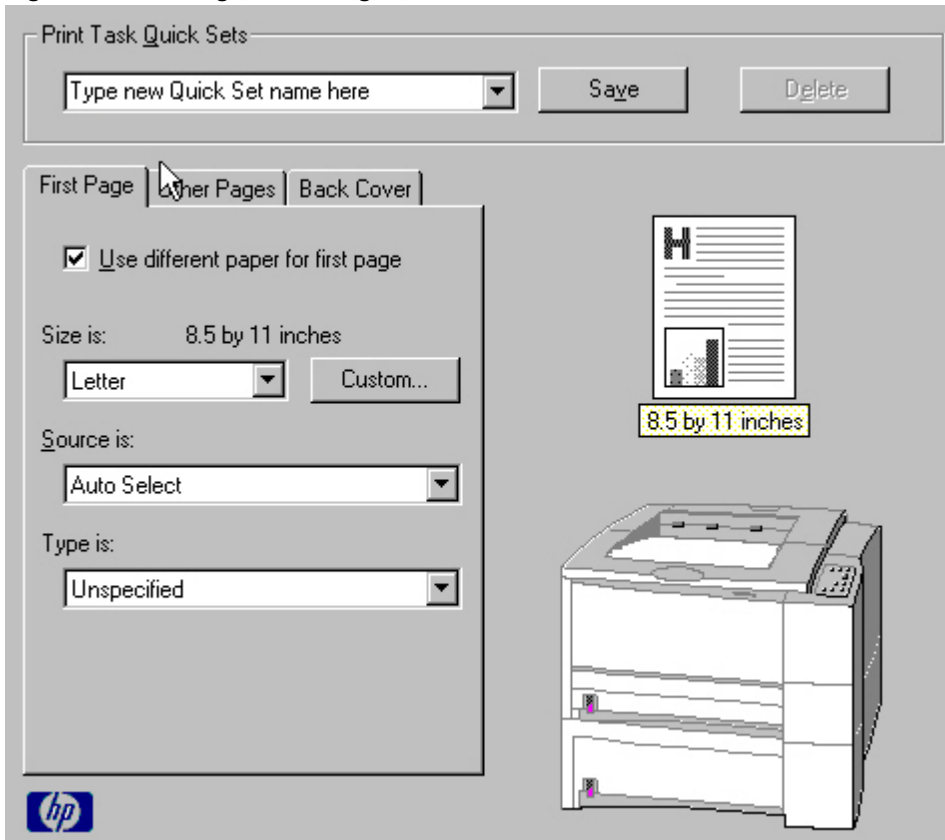 Print Task Quick Sets
Type new Quick Set name here
Save
Delete
First Page
Pages
Back Cover
Use different paper for first page
Size is: 8.5 by 11 inches
Letter
Custom...
8.5 by 11 inches
Source is:
Auto Select
Type is:
Unspecified
hp